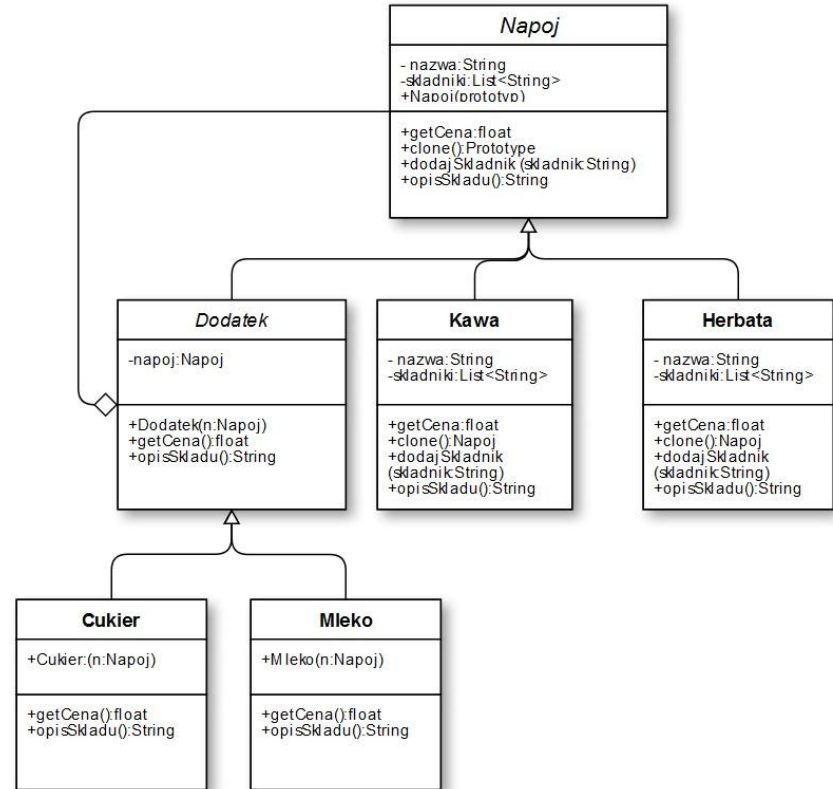 Napoj
- nazwa:String
-skladniki:List<String>
+Napoj(prototyp)
+getCena:float
+clone():Prototype
+dodajSkladnik (skladnik:String)
+opisSkladu():String
Dodatek
-napoj:Napoj
+Dodatek(n:Napoj)
+getCena():float
+opisSkladu():String
Kawa
- nazwa:String
-skladniki:List<String>
+getCena:float
+clone():Napoj
+dodajSkladnik
(skladnik:String)
+opisSkladu():String
Herbata
- nazwa:String
-skladniki:List<String>
+getCena:float
+clone():Napoj
+dodajSkladnik
(skladnik:String)
+opisSkladu():String
Cukier
+Cukier:(n:Napoj)
+getCena():float
+opisSkladu():String
Mleko
+Mleko(n:Napoj)
+getCena():float
+opisSkladu():String